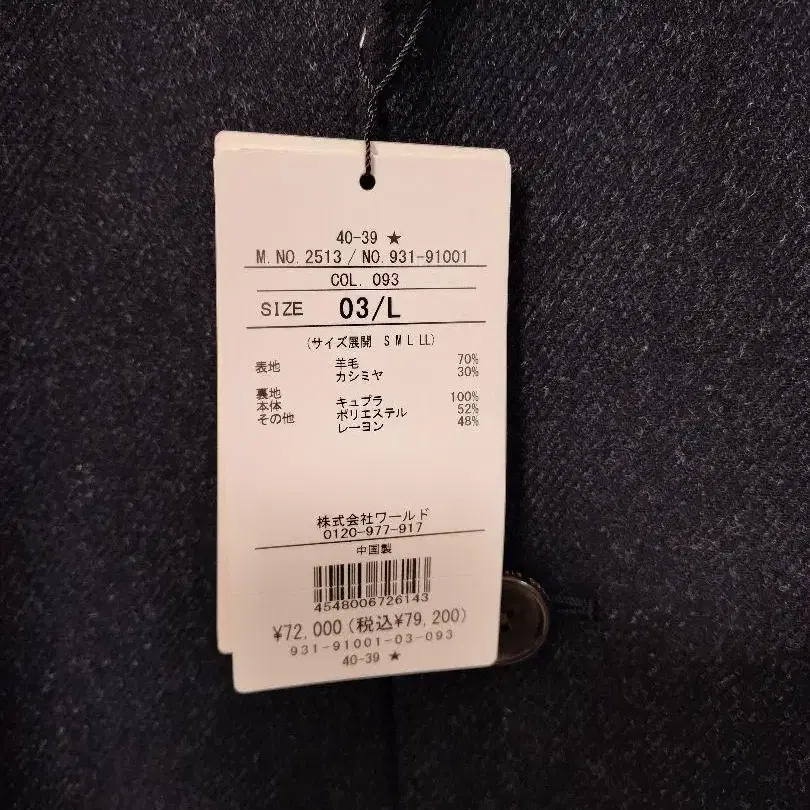 40-39 ★
M. NO. 2513 / NO. 931-91001
COL. 093
SIZE 03/L
(サイズ展開 S M L LL)
表地 羊毛 70%
カシミヤ 30%
裏地
本体 キュプラ 100%
その他 ポリエステル 52%
レーヨン 48%
株式会社ワールド
0120-977-917
中国製
4548006726143
¥72,000(税込¥79,200)
931-91001-03-093
40-39 ★